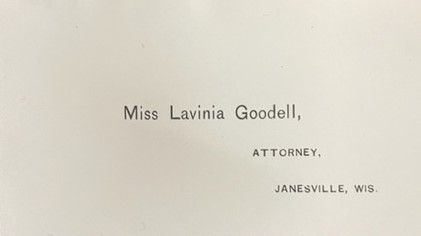 Miss Lavinia Goodell,
ATTORNEY,
JANESVILLE, WIS.